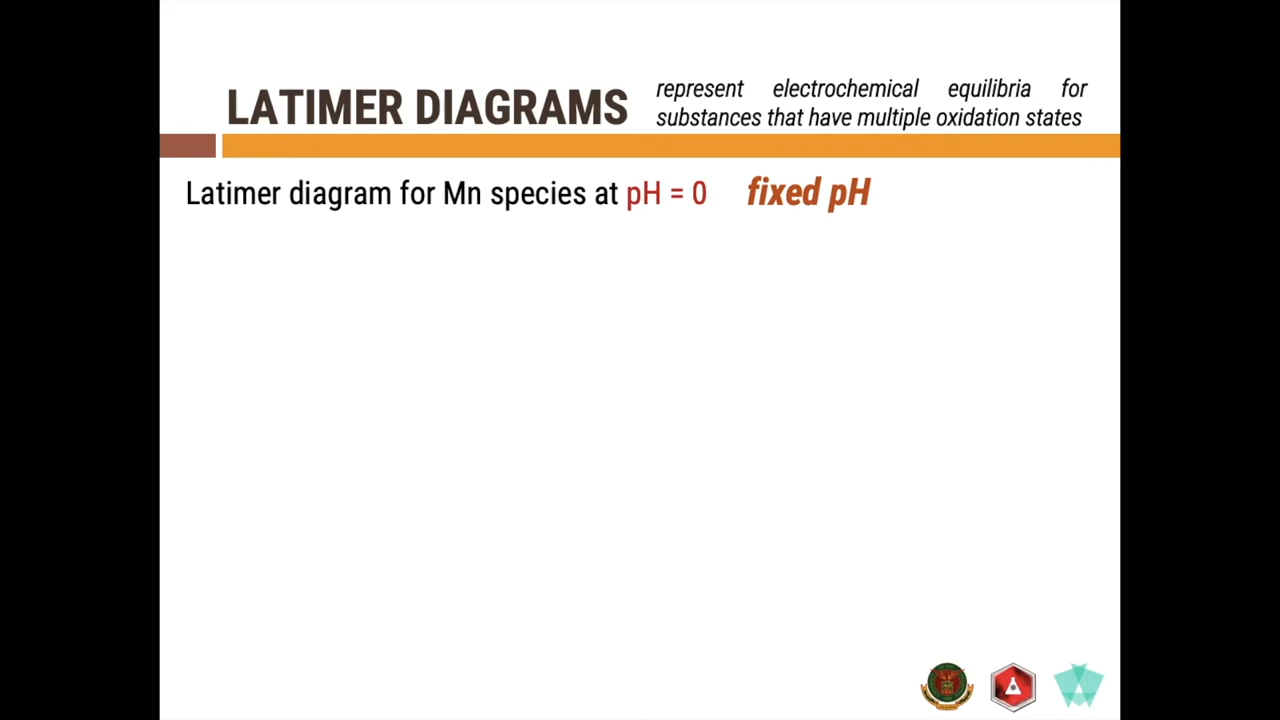 LATIMER DIAGRAMS
represent electrochemical equilibria for
substances that have multiple oxidation states
Latimer diagram for Mn species at pH = 0 fixed pH